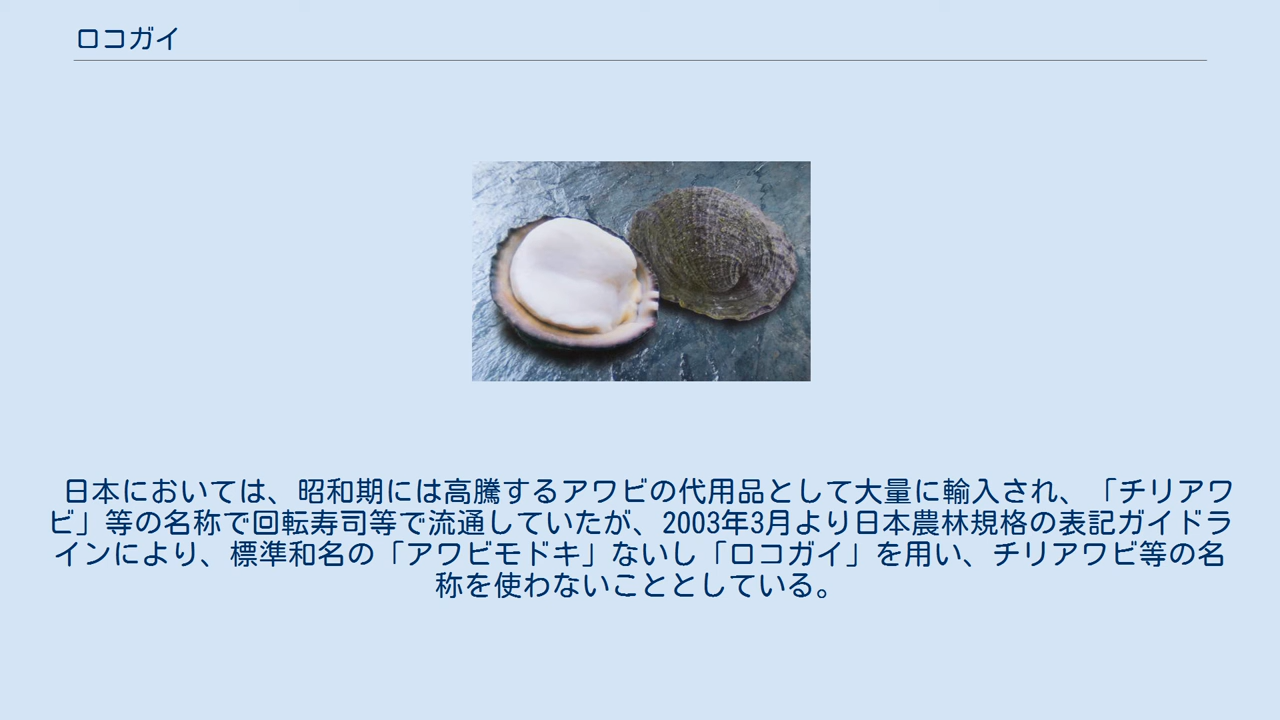 ロコガイ
日本においては、昭和期には高騰するアワビの代用品として大量に輸入され、「チリアワ
ビ」等の名称で回転寿司等で流通していたが、2003年3月より日本農林規格の表記ガイドラ
インにより、標準和名の「アワビモドキ」ないし「ロコガイ」を用い、チリアワビ等の名
称を使わないこととしている。